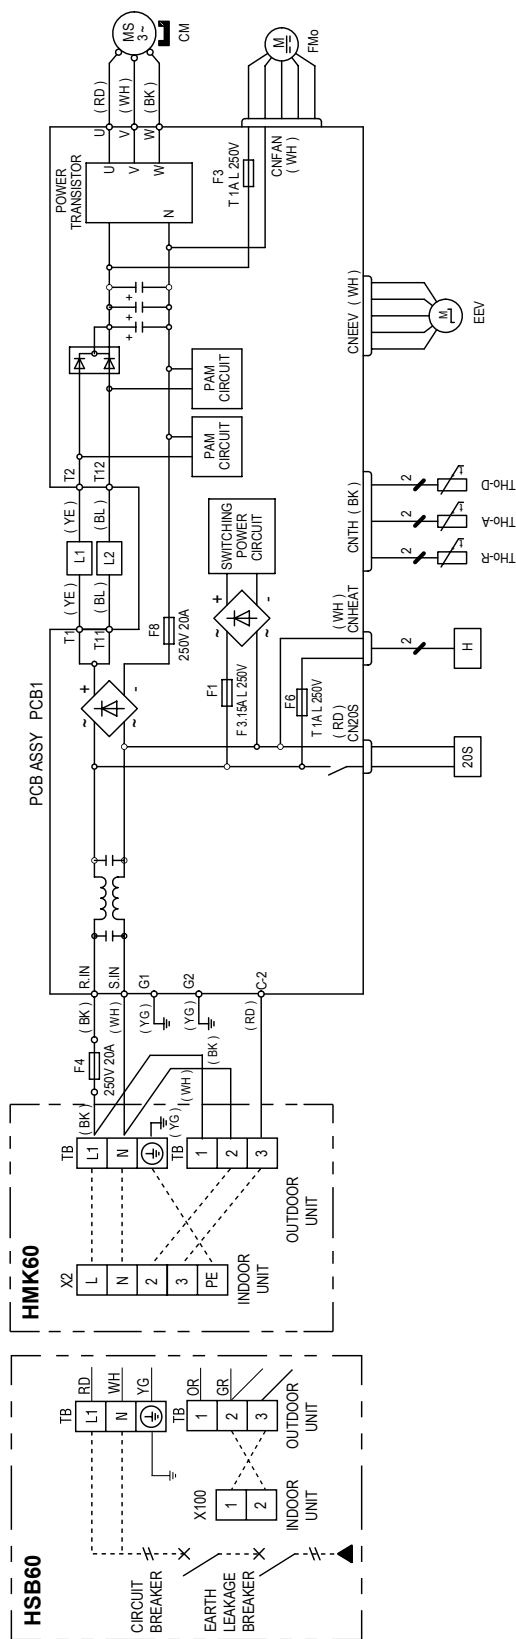 HSB60
CIRCUIT
BREAKER
EARTH
LEAKAGE
BREAKER
TB
L1
N
RD
WH
YG
TB
1
2
3
OR
GR
OUTDOOR
UNIT
X100
1
2
INDOOR
UNIT
HMK60
X2
L
N
2
3
PE
INDOOR
UNIT
TB
L1
N
TB
1
2
3
OUTDOOR
UNIT
(BK)
(YG)
(WH)
(BK)
F4
250V 20A
(BK)
(WH)
(YG)
(YG)
(RD)
R.IN
S.IN
G1
G2
C-2
PCB ASSY PCB1
~ +
~ -
T1
T11
(YE)
(BL)
L1
L2
(YE)
(BL)
T2
T12
F8
250V 20A
F1
F 3.15A L 250V
F6
T 1A L 250V
~ +
~ -
SWITCHING
POWER
CIRCUIT
PAM
CIRCUIT
PAM
CIRCUIT
+
+
+
POWER
TRANSISTOR
U
V
W
N
U
V
W
(RD)
(WH)
(BK)
MS
3~
CM
F3
T 1A L 250V
CNFAN
(WH)
M
FMo
CN20S
(RD)
20S
CNHEAT
(WH)
2
H
CNTH (BK)
2
2
2
THo-R
THo-A
THo-D
CNEEV (WH)
M
EEV